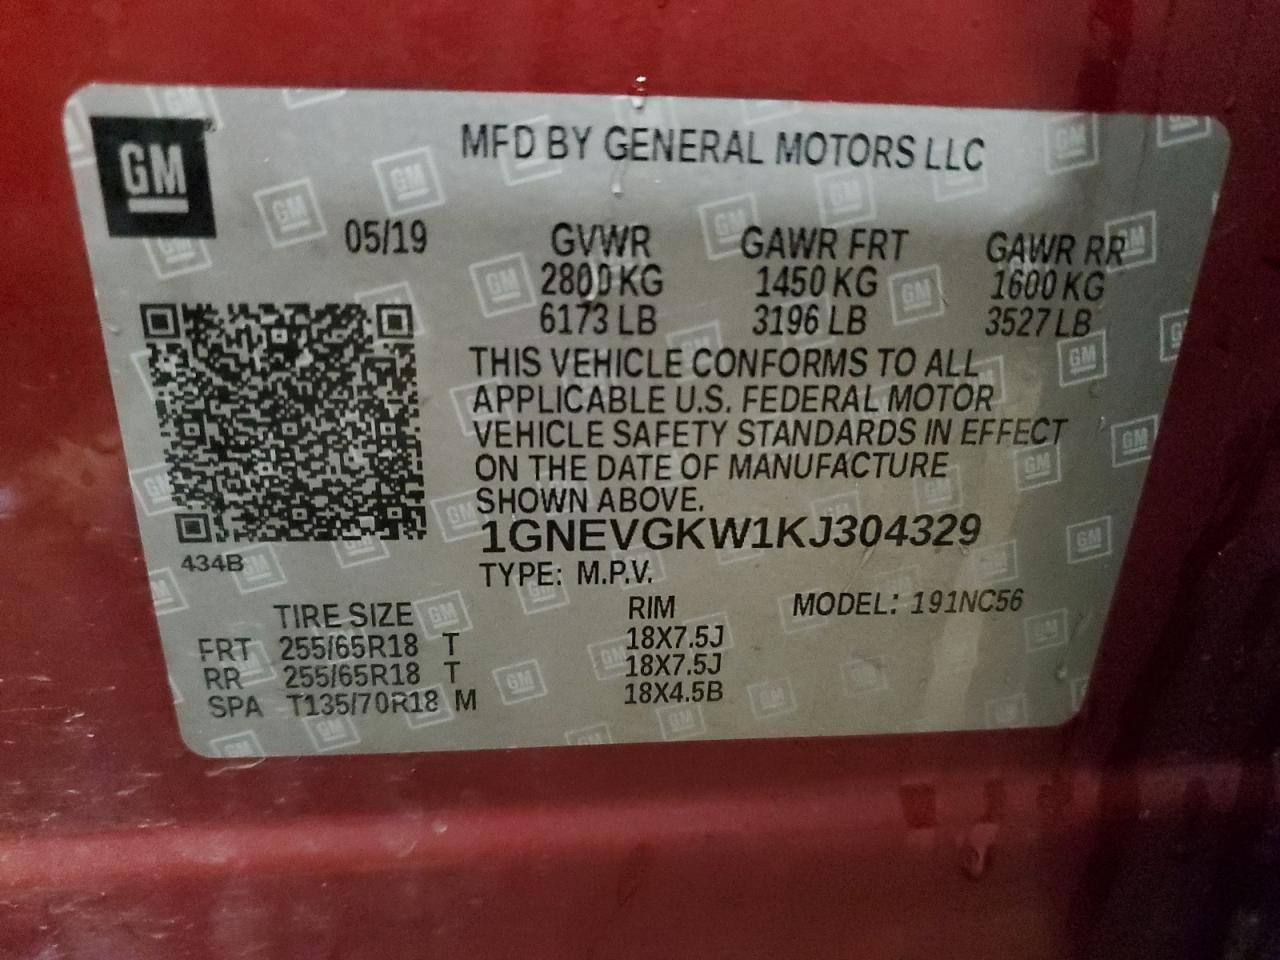 GM
MFD BY GENERAL MOTORS LLC
05/19 GVWR GAWR FRT GAWR RR
2800 KG 1450 KG 1600 KG
6173 LB 3196 LB 3527 LB
THIS VEHICLE CONFORMS TO ALL
APPLICABLE U.S. FEDERAL MOTOR
VEHICLE SAFETY STANDARDS IN EFFECT
ON THE DATE OF MANUFACTURE
SHOWN ABOVE.
1GNEVGKW1KJ304329
434B
TYPE: M.P.V.
TIRE SIZE RIM MODEL: 191NC56
FRT 255/65R18 T 18X7.5J
RR 255/65R18 T 18X7.5J
SPA T135/70R18 M 18X4.5B